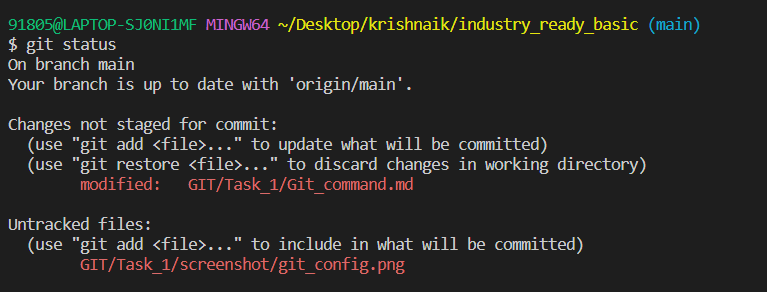 91805@LAPTOP-SJ0NI1MF MINGW64 ~/Desktop/krishnaik/industry_ready_basic (main)
$ git status
On branch main
Your branch is up to date with 'origin/main'.

Changes not staged for commit:
  (use "git add <file>..." to update what will be committed)
  (use "git restore <file>..." to discard changes in working directory)
        modified:   GIT/Task_1/Git_command.md

Untracked files:
  (use "git add <file>..." to include in what will be committed)
        GIT/Task_1/screenshot/git_config.png